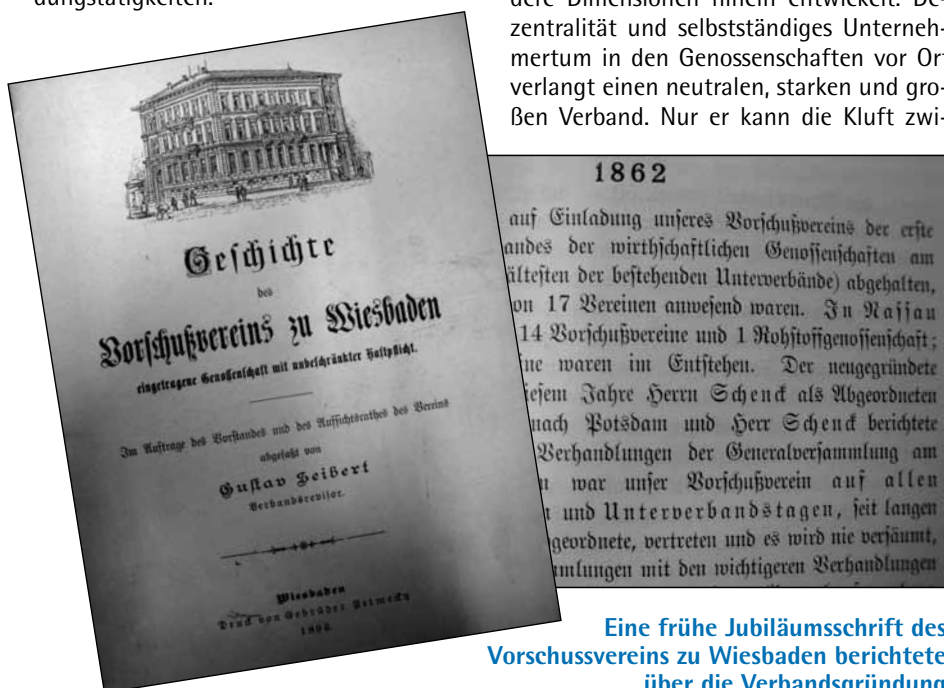 dungstätigkeiten.
dere Dimensionen hinein entwickelt. De-
zentralität und selbstständiges Unterneh-
mertum in den Genossenschaften vor Ort
verlangt einen neutralen, starken und gro-
ßen Verband. Nur er kann die Kluft zwi-
Geschichte
des
Vorschußvereins zu Wiesbaden
eingetragene Genossenschaft mit unbeschränkter Haftpflicht.
Im Auftrage des Vorstandes und des Aufsichtsrathes des Vereins
abgefaßt von
Gustav Seibert
Verbandsrevisor.
Wiesbaden
Druck von Gebrüder Petmecky
1862
auf Einladung unseres Vorschußvereins der erste
andes der wirthschaftlichen Genossenschaften am
ältesten der bestehenden Unterverbände) abgehalten,
on 17 Vereinen anwesend waren. In Nassau
14 Vorschußvereine und 1 Rohstoffgenossenschaft;
ne waren im Entstehen. Der neugegründete
iesem Jahre Herrn Schenck als Abgeordneten
nach Potsdam und Herr Schenck berichtete
Verhandlungen der Generalversammlung am
n war unser Vorschußverein auf allen
n und Unterverbandstagen, seit langen
geordnete, vertreten und es wird nie versäumt,
mmlungen mit den wichtigeren Verhandlungen
Eine frühe Jubiläumsschrift des
Vorschussvereins zu Wiesbaden berichtete
über die Verbandsgründung